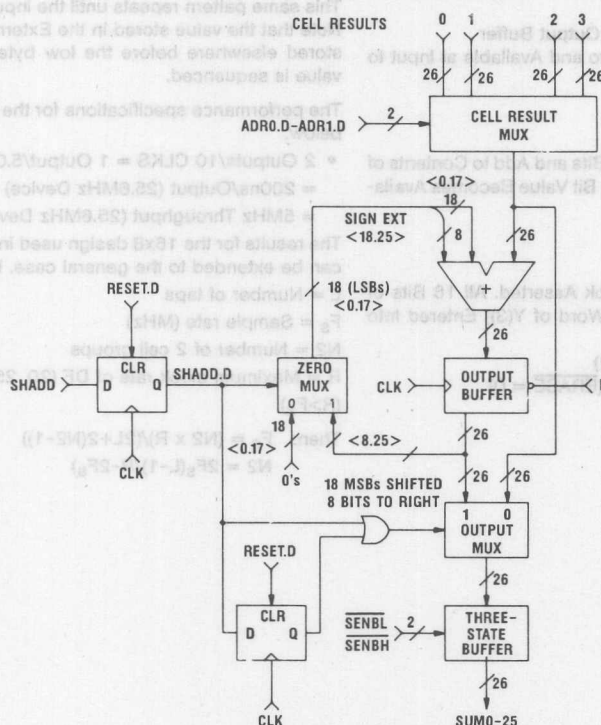 CELL RESULTS
0 1 2 3
26 26 26 26
ADR0.D-ADR1.D
2
CELL RESULT
MUX
<0.17>
18
SIGN EXT
<18.25>
8
26
18 (LSBs)
<0.17>
+
26
RESET.D
CLR
SHADD
D Q
SHADD.D
ZERO
MUX
0
CLK
OUTPUT
BUFFER
CLK
18
<0.17>
<8.25>
0's
26
18 MSBs SHIFTED
8 BITS TO RIGHT
26 26
1 0
OUTPUT
MUX
RESET.D
26
CLR
D Q
SENBL
SENBH
2
THREE-
STATE
BUFFER
26
CLK
SUM0-25